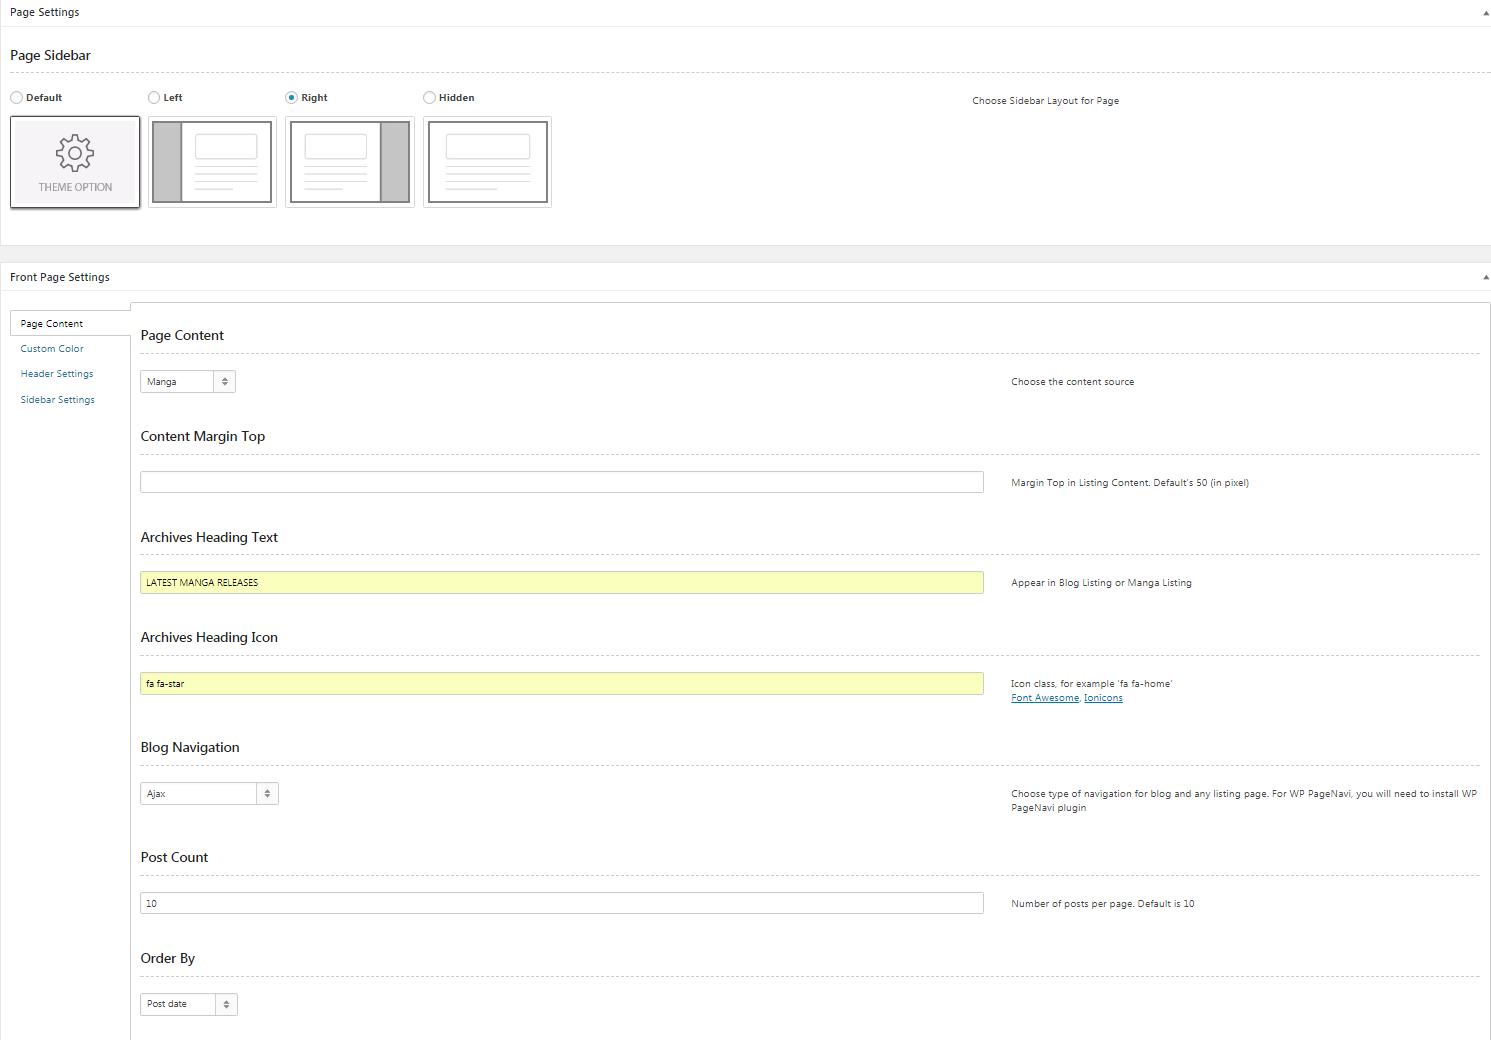 Page Settings
Page Sidebar
Default
Left
Right
Hidden
Choose Sidebar Layout for Page
THEME OPTION
Front Page Settings
Page Content
Custom Color
Header Settings
Sidebar Settings
Page Content
Manga
Choose the content source
Content Margin Top
Margin Top in Listing Content. Default's 50 (in pixel)
Archives Heading Text
LATEST MANGA RELEASES
Appear in Blog Listing or Manga Listing
Archives Heading Icon
fa fa-star
Icon class, for example 'fa fa-home'
Font Awesome, Ionicons
Blog Navigation
Ajax
Choose type of navigation for blog and any listing page. For WP PageNavi, you will need to install WP
PageNavi plugin
Post Count
10
Number of posts per page. Default is 10
Order By
Post date